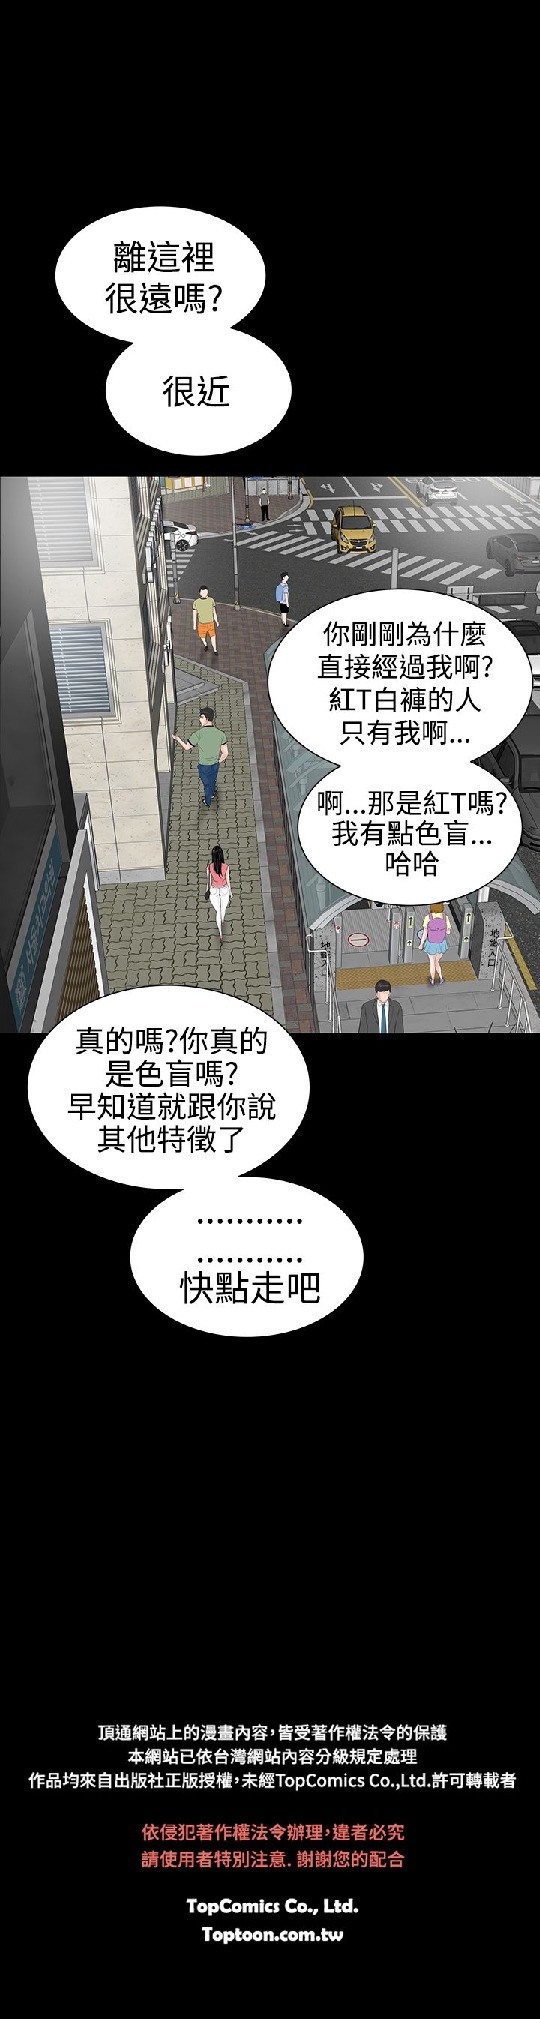 離這裡
很遠嗎?
很近
你剛剛為什麼
直接經過我啊?
紅T白褲的人
只有我啊...
啊...那是紅T嗎?
我有點色盲...
哈哈
真的嗎?你真的
是色盲嗎?
早知道就跟你說
其他特徵了
...........
...........
快點走吧
頂通網站上的漫畫內容,皆受著作權法令的保護
本網站已依台灣網站內容分級規定處理
作品均來自出版社正版授權,未經TopComics Co.,Ltd.許可轉載者
依侵犯著作權法令辦理,違者必究
請使用者特別注意. 謝謝您的配合
TopComics Co., Ltd.
Toptoon.com.tw